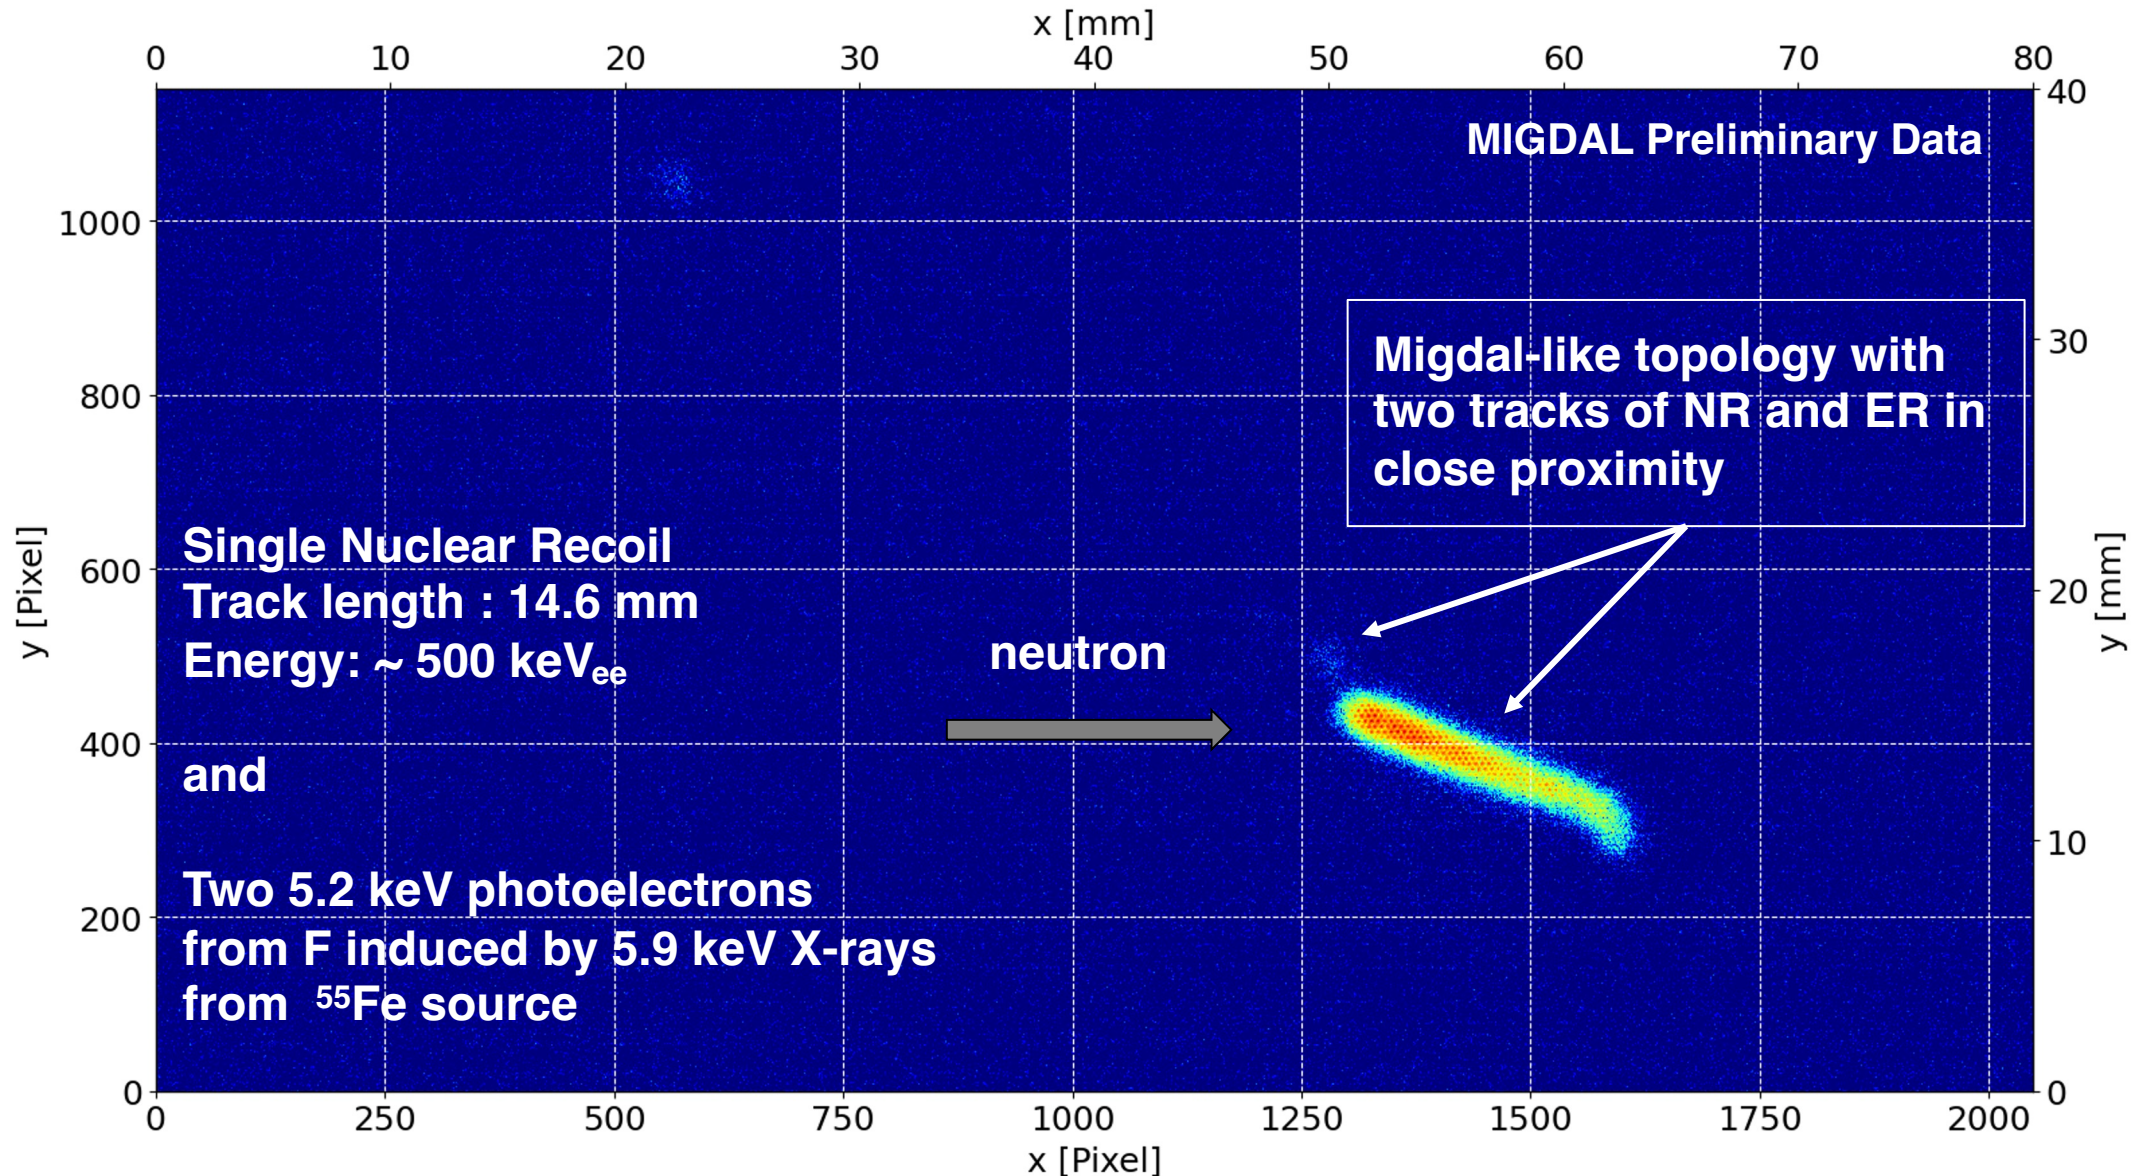 x [mm]
0 10 20 30 40 50 60 70 80
40
MIGDAL Preliminary Data
1000
30
Migdal-like topology with
800
two tracks of NR and ER in
close proximity
Single Nuclear Recoil
600
20
Track length : 14.6 mm
y [Pixel]
y [mm]
neutron
Energy: ~ 500 keVee
400
and
10
Two 5.2 keV photoelectrons
200
from F induced by 5.9 keV X-rays
from ⁵⁵Fe source
0
0
0 250 500 750 1000 1250 1500 1750 2000
x [Pixel]